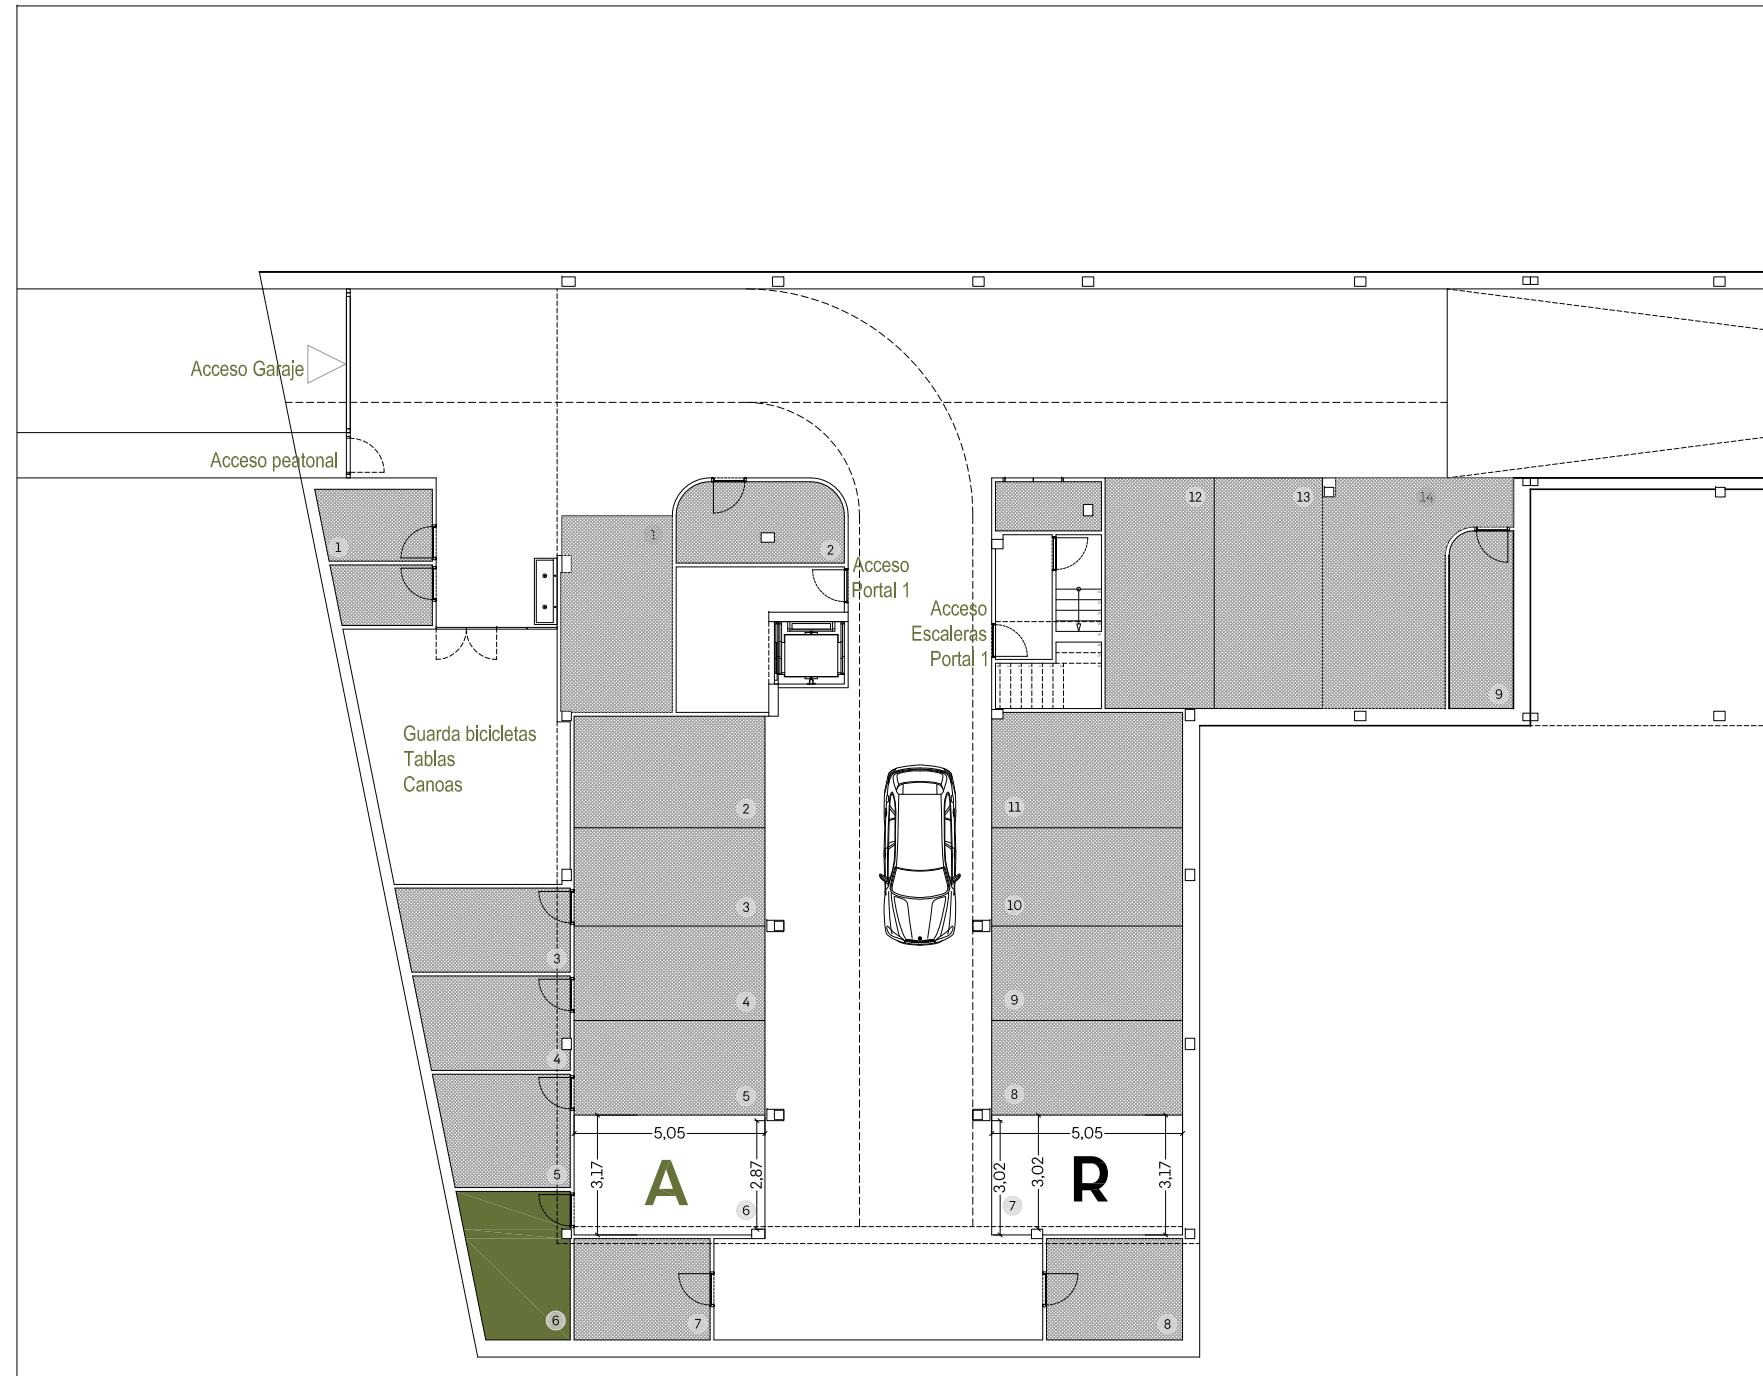 Acceso Garaje
Acceso peatonal
12
13
14
1
1
2
Acceso
Portal 1
Acceso
Escaleras
Portal 1
9
Guarda bicicletas
Tablas
Canoas
2
11
3
10
3
4
9
4
5
8
5
5,05
5,05
3,17
A
2,87
6
3,02
3,02
7
R
3,17
6
7
8